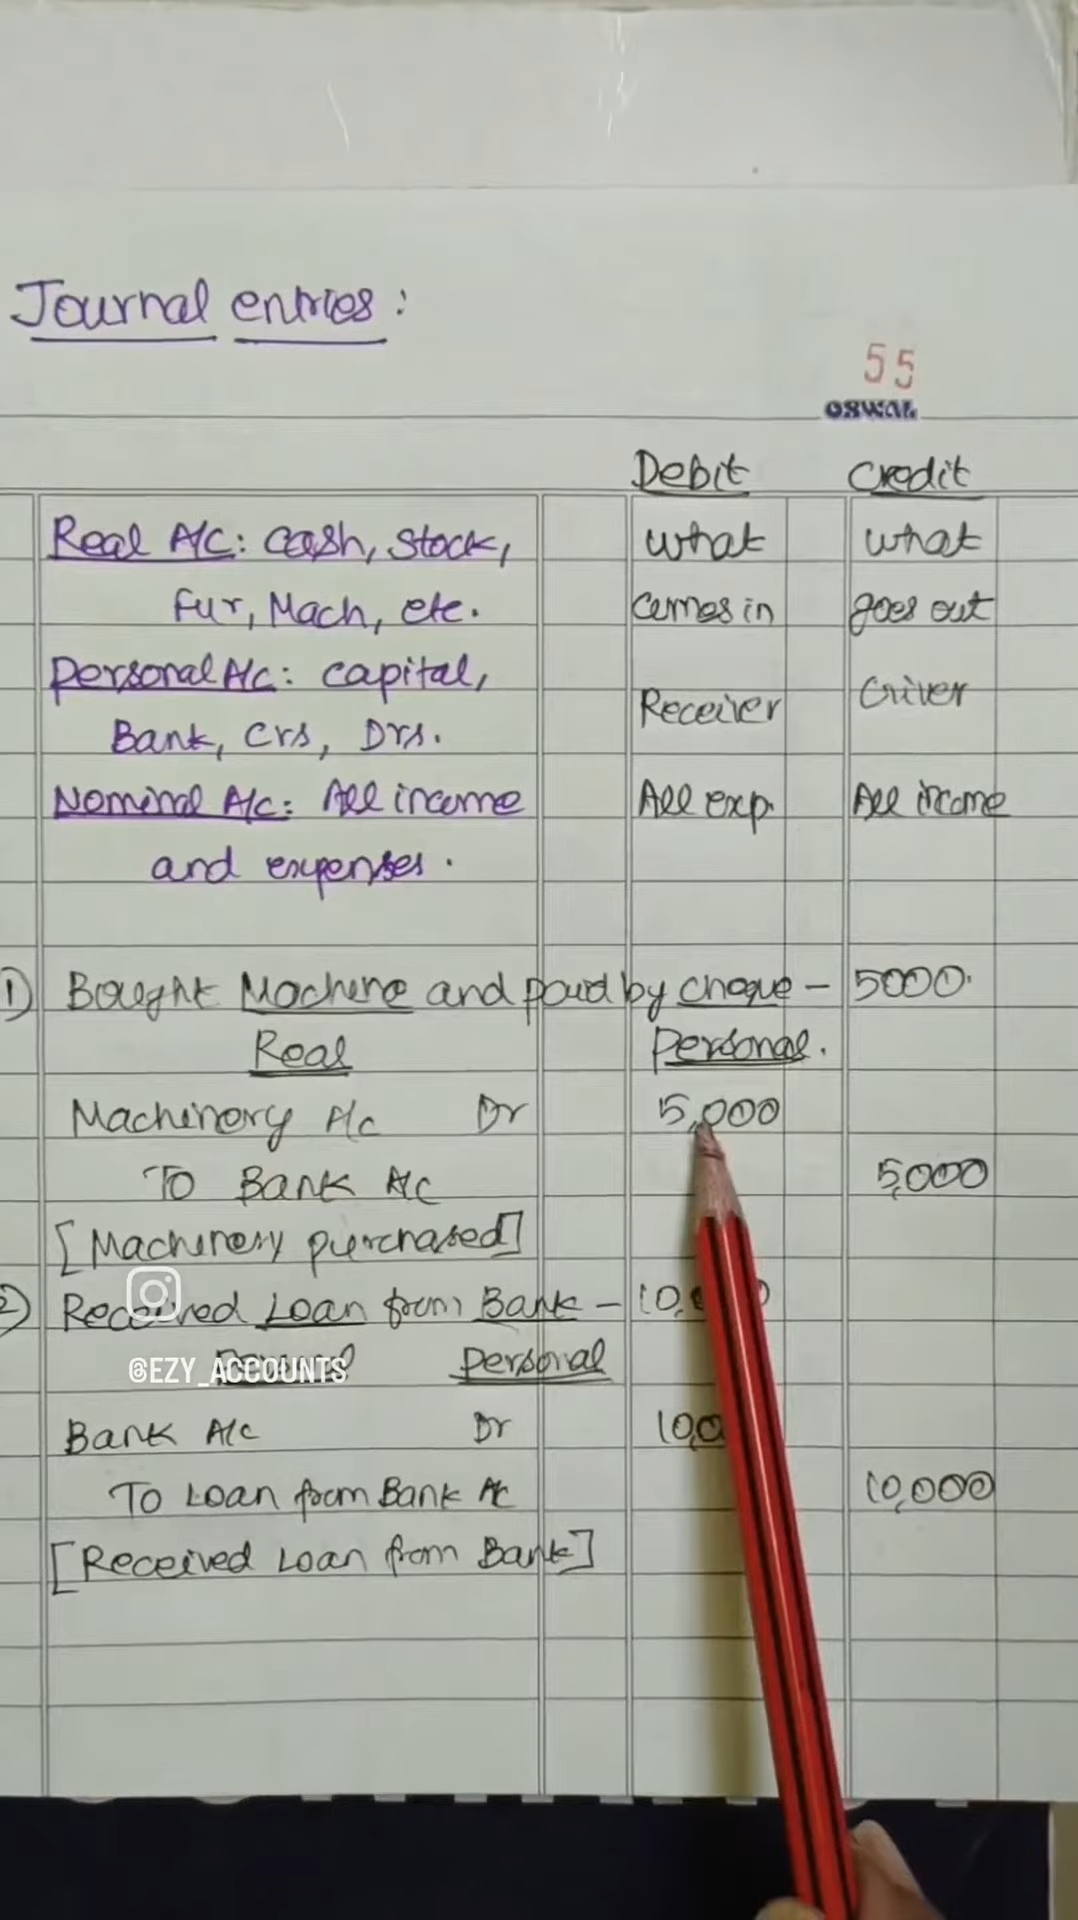 Journal entries:
55
OSWAL
Debit Credit
Real A/c: cash, stock, what what
Fur, Mach, etc. comes in goes out
Personal A/c: capital, Receiver Giver
Bank, Crs, Drs.
Nominal A/c: All income All exp. All income
and expenses.
1) Bought Machine and paid by cheque - 5000.
Real Personal.
Machinery A/c Dr 5,000
To Bank A/c 5,000
[Machinery purchased]
2) Received Loan from Bank - 10,
@EZY_ACCOUNTS Personal
Bank A/c Dr 10,0
To Loan from Bank A/c 10,000
[Received Loan from Bank]